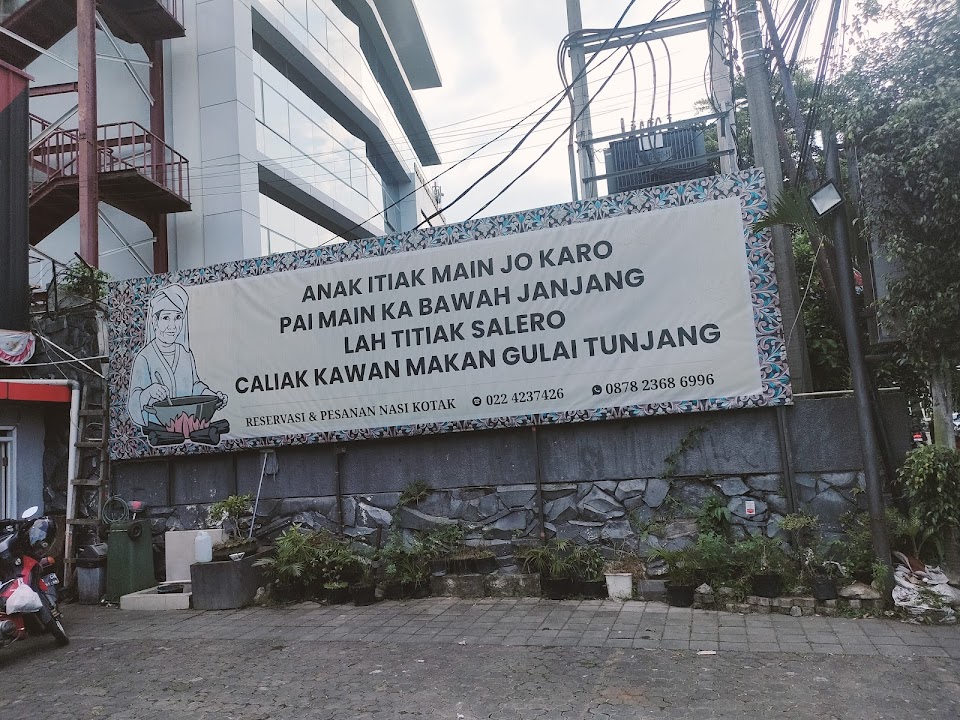 ANAK ITIAK MAIN JO KARO
PAI MAIN KA BAWAH JANJANG
LAH TITIAK SALERO
CALIAK KAWAN MAKAN GULAI TUNJANG
RESERVASI & PESANAN NASI KOTAK 022 4237426 0878 2368 6996